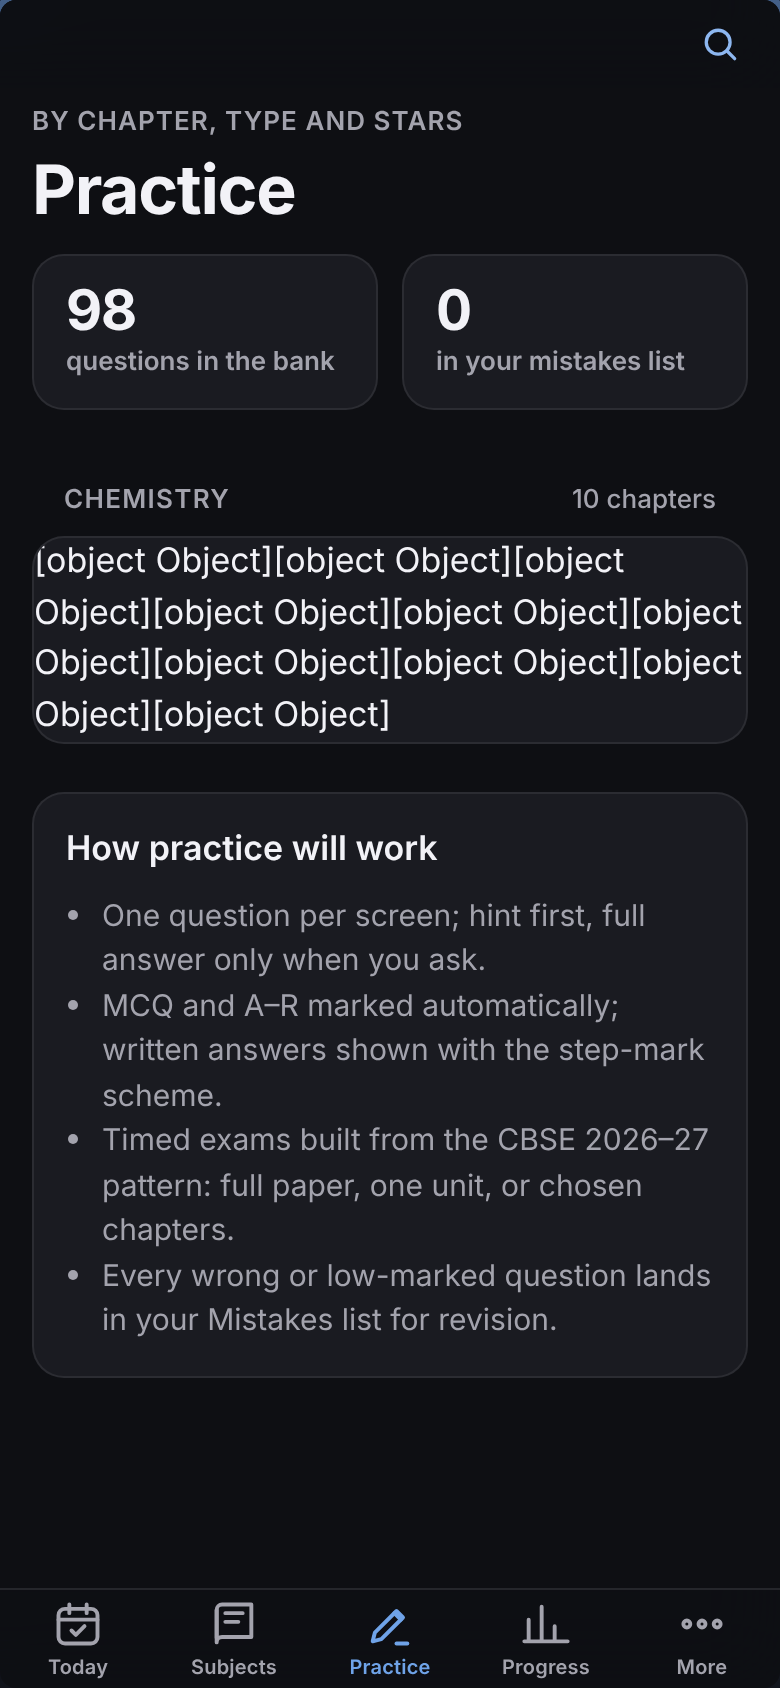 BY CHAPTER, TYPE AND STARS
Practice
98
questions in the bank
0
in your mistakes list
CHEMISTRY
10 chapters
[object Object][object Object][object
Object][object Object][object Object][object
Object][object Object][object Object][object
Object][object Object]
How practice will work
• One question per screen; hint first, full
answer only when you ask.
• MCQ and A–R marked automatically;
written answers shown with the step-mark
scheme.
• Timed exams built from the CBSE 2026–27
pattern: full paper, one unit, or chosen
chapters.
• Every wrong or low-marked question lands
in your Mistakes list for revision.
Today
Subjects
Practice
Progress
More